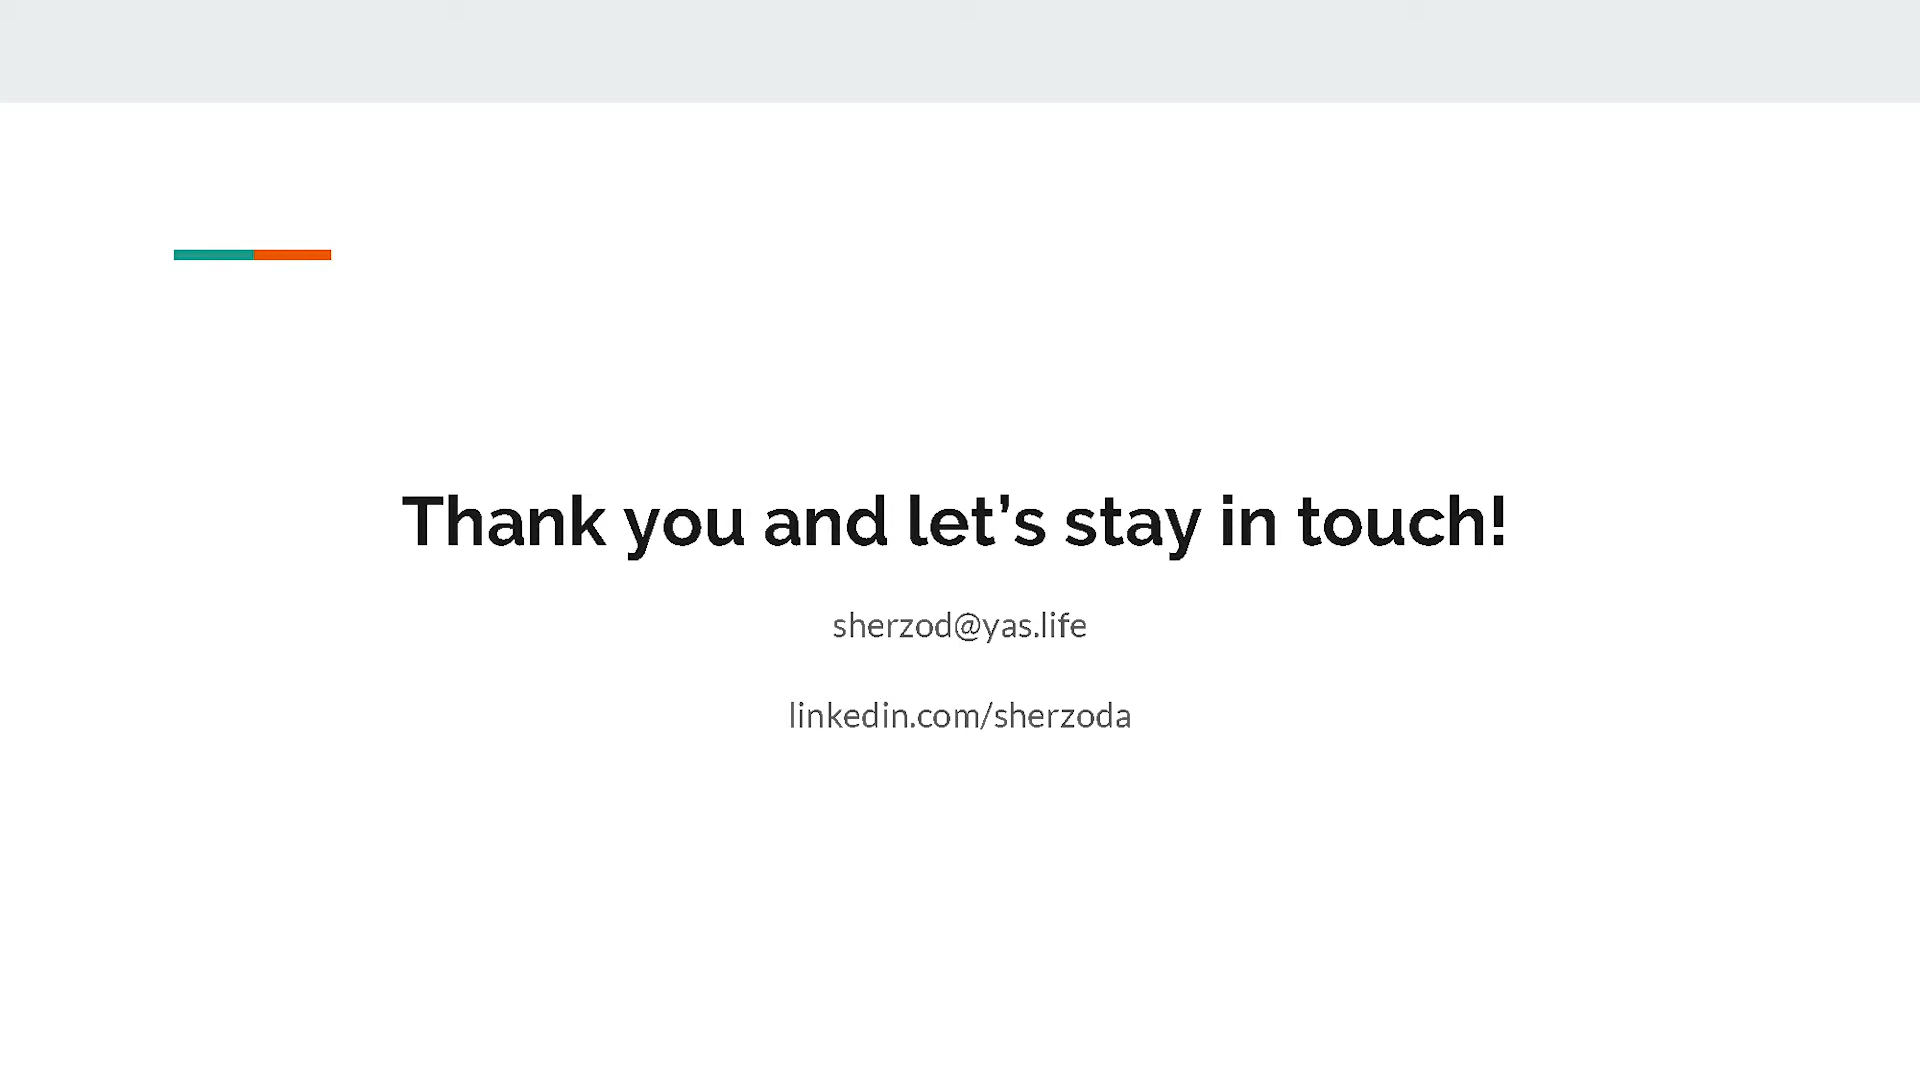 Thank you and let’s stay in touch!
sherzod@yas.life
linkedin.com/sherzoda